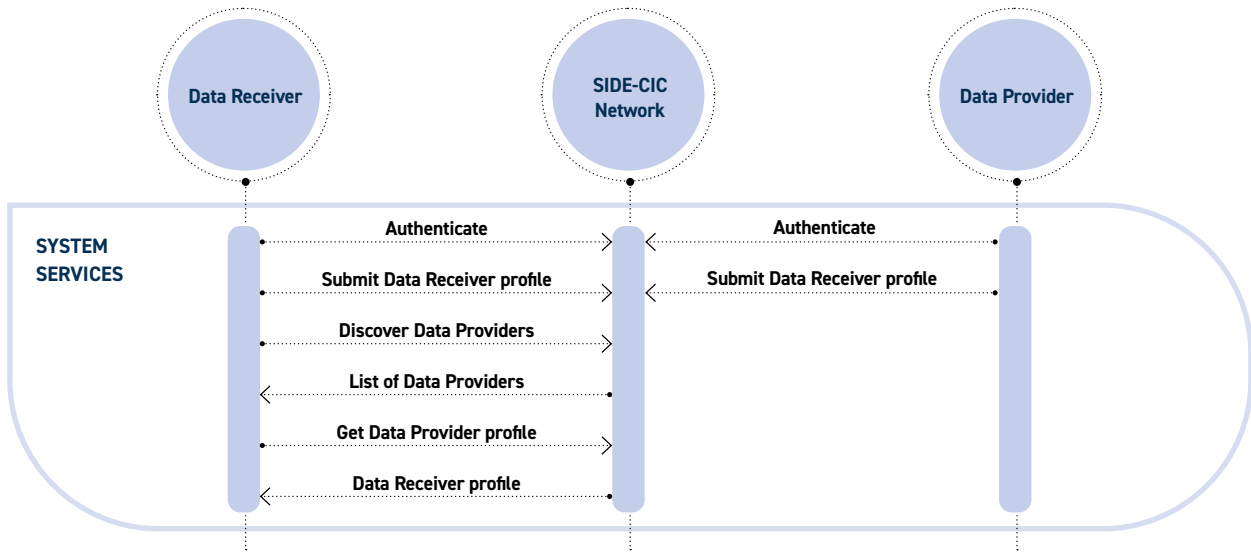 Data Receiver
SIDE-CIC
Network
Data Provider
SYSTEM
SERVICES
Authenticate
Authenticate
Submit Data Receiver profile
Submit Data Receiver profile
Discover Data Providers
List of Data Providers
Get Data Provider profile
Data Receiver profile